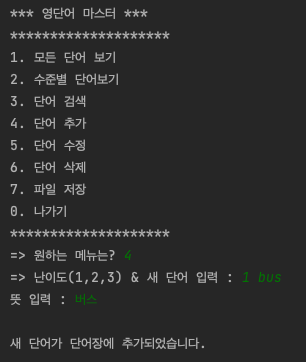 *** 영단어 마스터 ***
********************
1. 모든 단어 보기
2. 수준별 단어보기
3. 단어 검색
4. 단어 추가
5. 단어 수정
6. 단어 삭제
7. 파일 저장
0. 나가기
********************
=> 원하는 메뉴는? 4
=> 난이도(1,2,3) & 새 단어 입력 : 1 bus
뜻 입력 : 버스
새 단어가 단어장에 추가되었습니다.